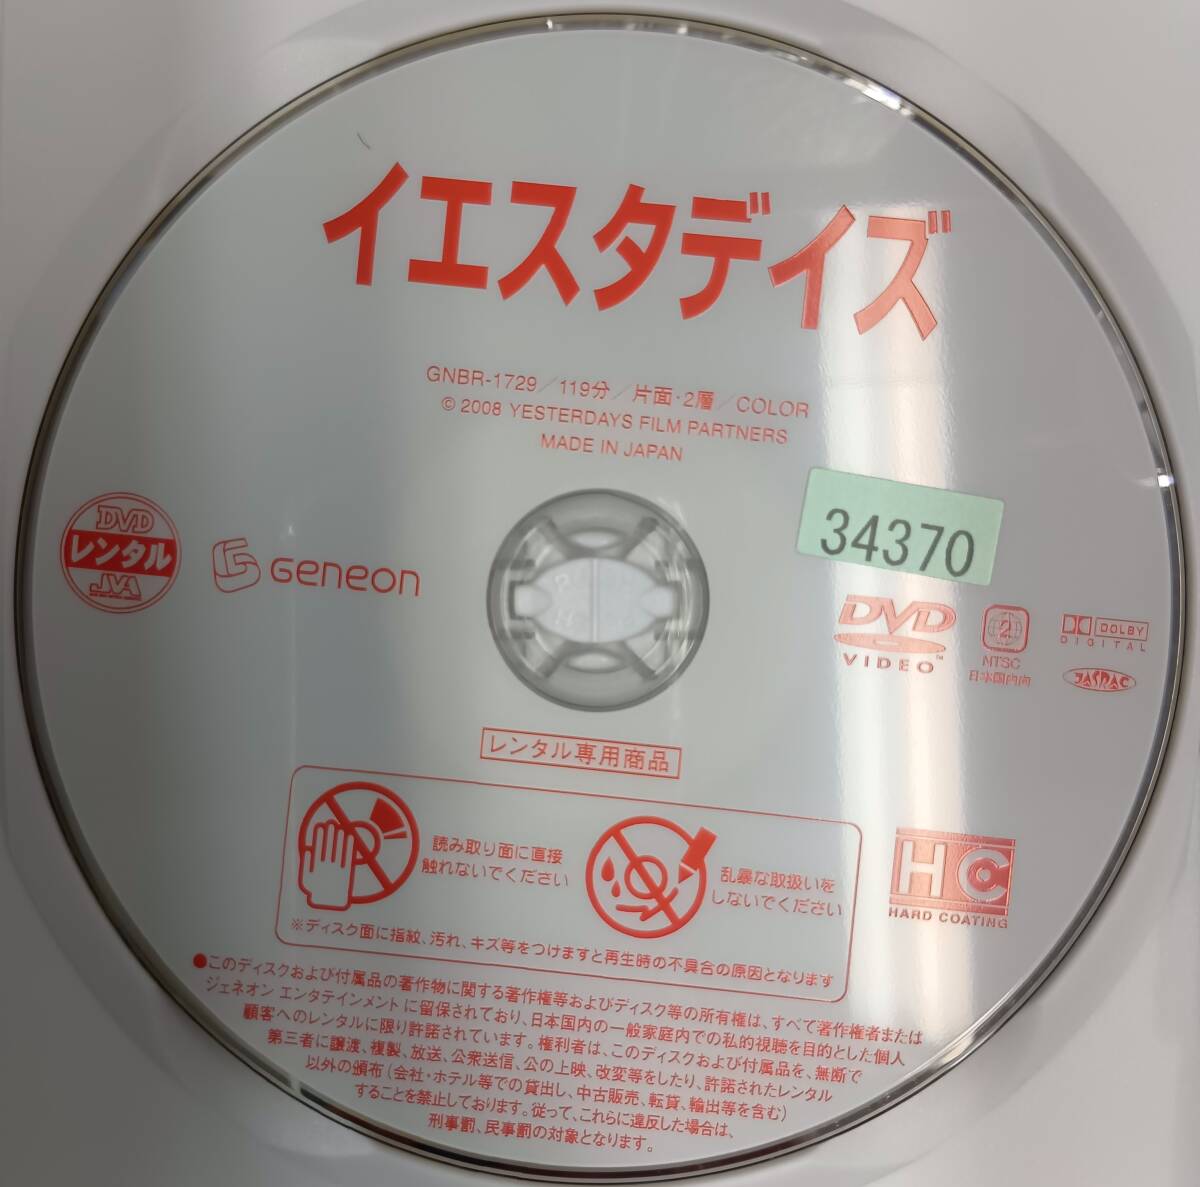 イエスタデイズ
GNBR-1729／119分／片面・2層／COLOR
© 2008 YESTERDAYS FILM PARTNERS
MADE IN JAPAN
34370
DVD
レンタル
JVA
GENEON
DVD
VIDEO™
2
NTSC
日本国内向
DOLBY
DIGITAL
JASRAC
レンタル専用商品
読み取り面に直接
触れないでください
乱暴な取扱いを
しないでください
※ディスク面に指紋、汚れ、キズ等をつけますと再生時の不具合の原因となります
HC
HARD COATING
●このディスクおよび付属品の著作物に関する著作権等およびディスク等の所有権は、すべて著作権者または
ジェネオン エンタテインメントに留保されており、日本国内の一般家庭内での私的視聴を目的とした個人
顧客へのレンタルに限り許諾されています。権利者は、このディスクおよび付属品を、無断で
第三者に譲渡、複製、放送、公衆送信、公の上映、改変等をしたり、許諾されたレンタル
以外の頒布（会社・ホテル等での貸出し、中古販売、転貸、輸出等を含む）
することを禁止しております。従って、これらに違反した場合は、
刑事罰、民事罰の対象となります。